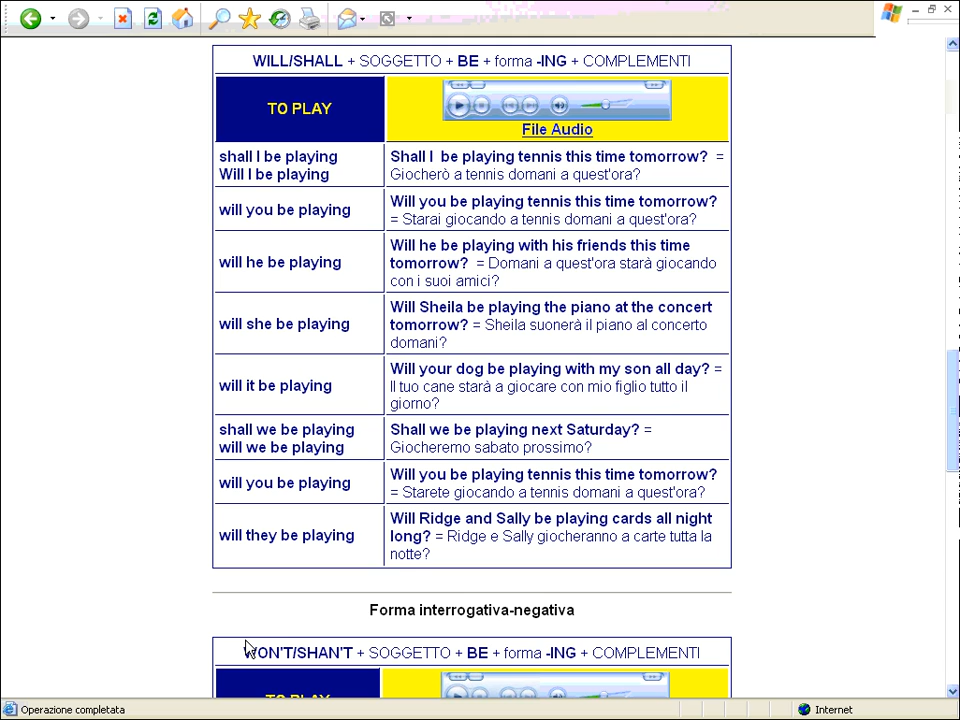 WILL/SHALL + SOGGETTO + BE + forma -ING + COMPLEMENTI
TO PLAY
File Audio
shall I be playing
Will I be playing
Shall I be playing tennis this time tomorrow? =
Giocherò a tennis domani a quest'ora?
will you be playing
Will you be playing tennis this time tomorrow?
= Starai giocando a tennis domani a quest'ora?
will he be playing
Will he be playing with his friends this time
tomorrow? = Domani a quest'ora starà giocando
con i suoi amici?
will she be playing
Will Sheila be playing the piano at the concert
tomorrow? = Sheila suonerà il piano al concerto
domani?
will it be playing
Will your dog be playing with my son all day? =
Il tuo cane starà a giocare con mio figlio tutto il
giorno?
shall we be playing
will we be playing
Shall we be playing next Saturday? =
Giocheremo sabato prossimo?
will you be playing
Will you be playing tennis this time tomorrow?
= Starete giocando a tennis domani a quest'ora?
will they be playing
Will Ridge and Sally be playing cards all night
long? = Ridge e Sally giocheranno a carte tutta la
notte?
Forma interrogativa-negativa
WON'T/SHAN'T + SOGGETTO + BE + forma -ING + COMPLEMENTI
TO PLAY
Operazione completata
Internet